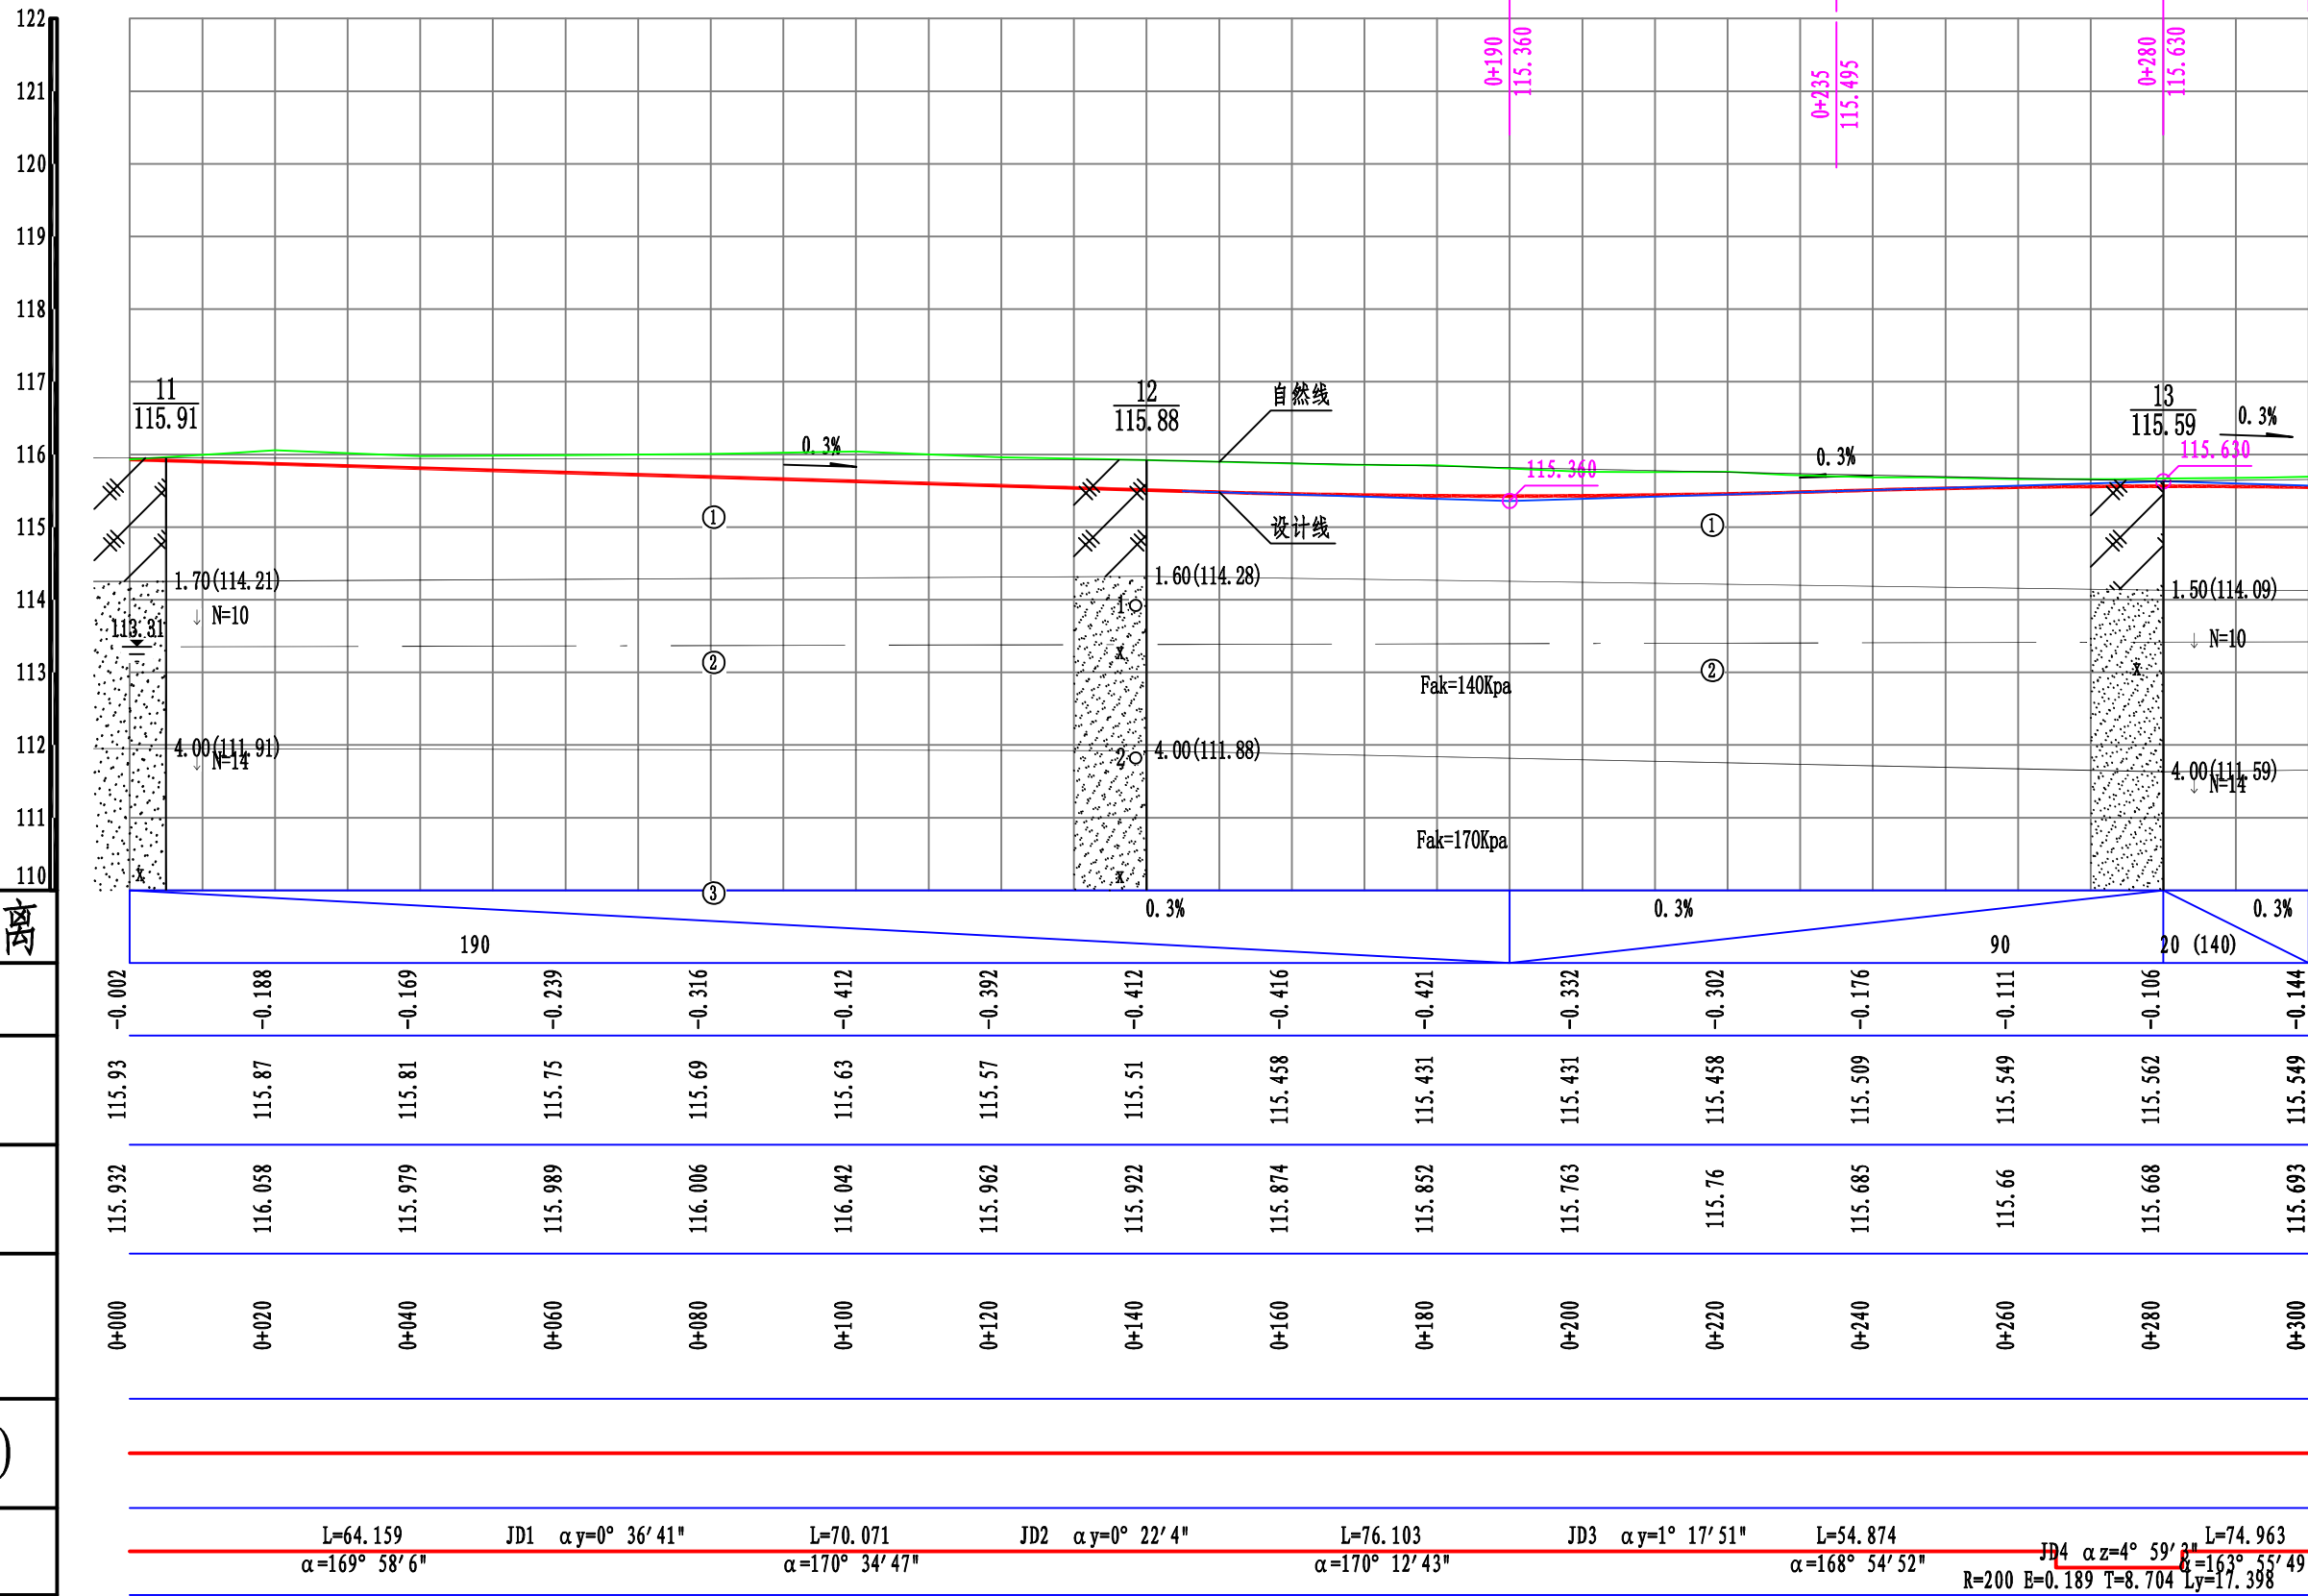 122
121
120
119
118
117
116
115
114
113
112
111
110
0+190
115.360
0+235
115.495
0+280
115.630
11
115.91
12
115.88
13
115.59
自然线
设计线
0.3%
0.3%
0.3%
115.360
115.630
①
①
1.70(114.21)
↓ N=10
113.31
1.60(114.28)
1
1.50(114.09)
↓ N=10
②
②
x
x
Fak=140Kpa
4.00(111.91)
↓ N=14
2
4.00(111.88)
4.00(111.59)
↓ N=14
Fak=170Kpa
x
x
③
离
0.3%
0.3%
0.3%
190
90
20 (140)
-0.002 -0.188 -0.169 -0.239 -0.316 -0.412 -0.392 -0.412 -0.416 -0.421 -0.332 -0.302 -0.176 -0.111 -0.106 -0.144
115.93 115.87 115.81 115.75 115.69 115.63 115.57 115.51 115.458 115.431 115.431 115.458 115.509 115.549 115.562 115.549
115.932 116.058 115.979 115.989 116.006 116.042 115.962 115.922 115.874 115.852 115.763 115.76 115.685 115.66 115.668 115.693
0+000 0+020 0+040 0+060 0+080 0+100 0+120 0+140 0+160 0+180 0+200 0+220 0+240 0+260 0+280 0+300
)
L=64.159 JD1 αy=0° 36′41" L=70.071 JD2 αy=0° 22′4" L=76.103 JD3 αy=1° 17′51" L=54.874 L=74.963
α=169° 58′6" α=170° 34′47" α=170° 12′43" α=168° 54′52" JD4 αz=4° 59′3" α=163° 55′49
R=200 E=0.189 T=8.704 Ly=17.398